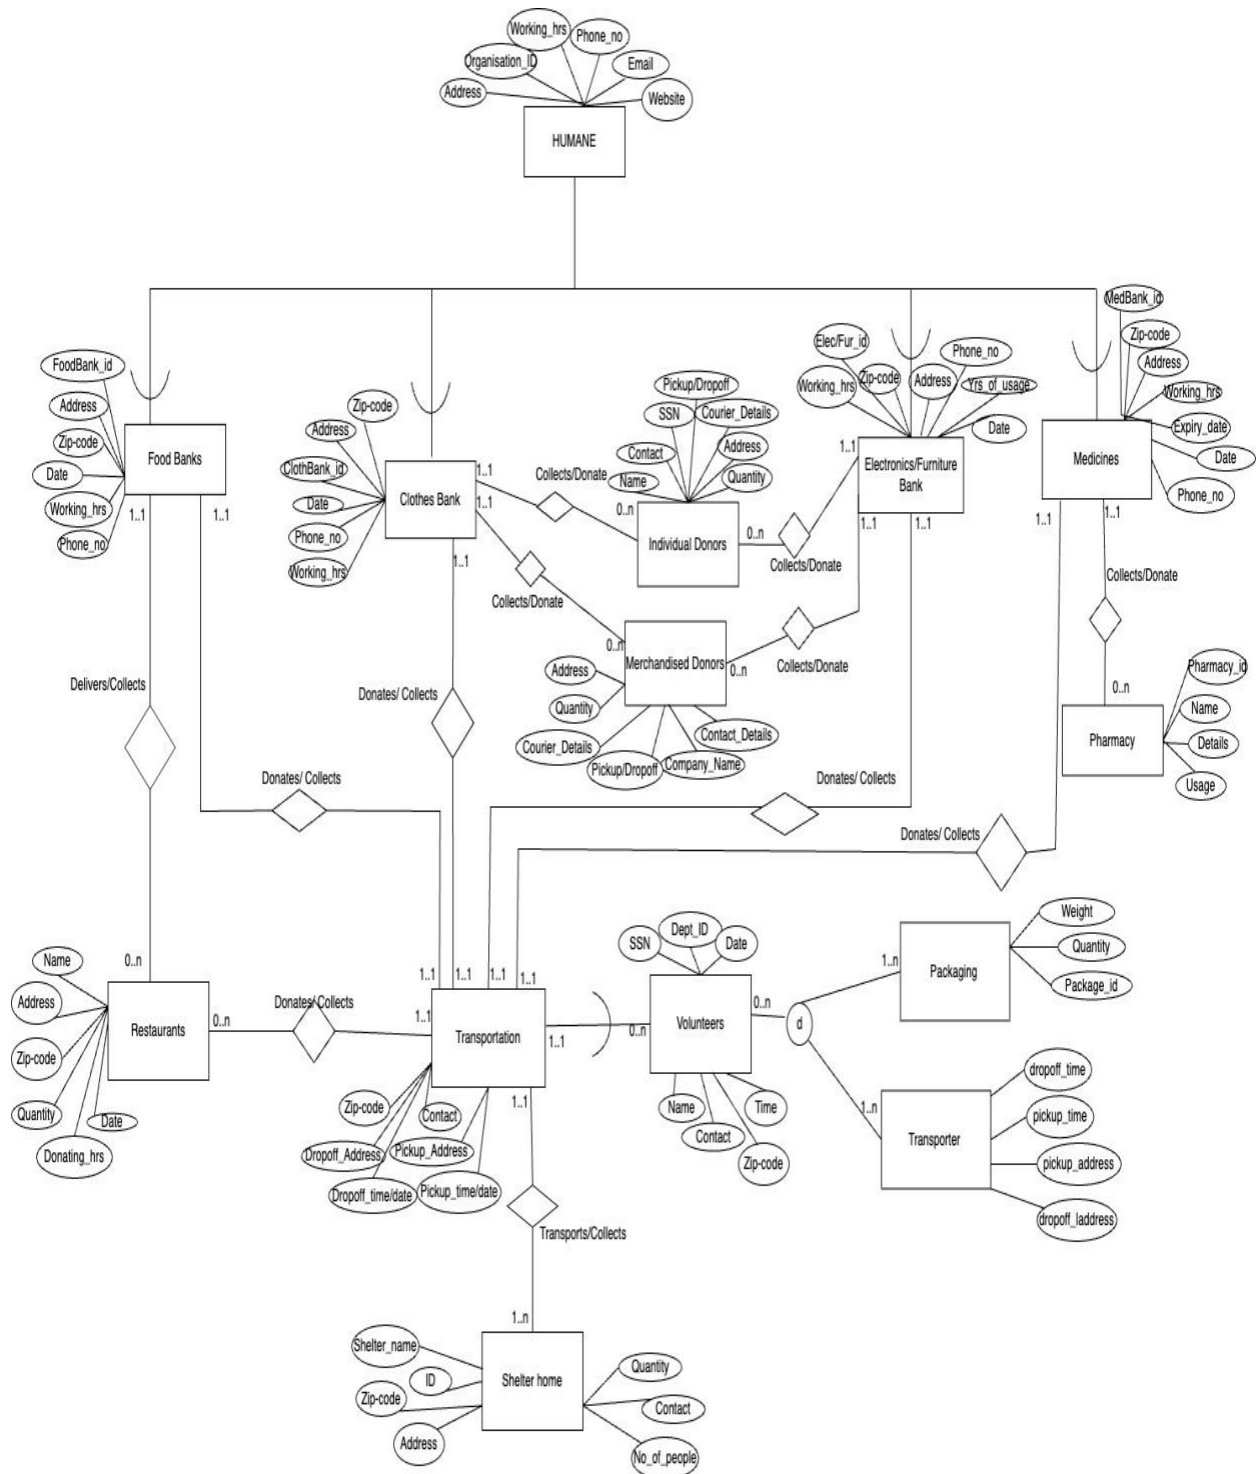 Working_hrs
Phone_no
Organisation_ID
Email
Address
Website
HUMANE
MedBank_id
Zip-code
Address
Working_hrs
Expiry_date
Date
Phone_no
Medicines
1..1
1..1
Elec/Fur_id
Phone_no
Zip-code
Address
Yrs_of_usage
Working_hrs
Date
Electronics/Furniture
Bank
1..1
1..1
1..1
FoodBank_id
Address
Zip-code
Date
Working_hrs
Phone_no
Food Banks
1..1
1..1
Zip-code
Address
ClothBank_id
Date
Phone_no
Working_hrs
Clothes Bank
1..1
1..1
1..1
Pickup/Dropoff
SSN
Courier_Details
Contact
Address
Name
Quantity
Individual Donors
0..n
0..n
Collects/Donate
Collects/Donate
Collects/Donate
Collects/Donate
Collects/Donate
Merchandised Donors
0..n
0..n
Address
Quantity
Courier_Details
Pickup/Dropoff
Company_Name
Contact_Details
0..n
Pharmacy
Pharmacy_id
Name
Details
Usage
Delivers/Collects
Donates/ Collects
Donates/ Collects
Donates/ Collects
Donates/ Collects
0..n
Name
Address
Zip-code
Quantity
Donating_hrs
Date
Restaurants
0..n
Donates/ Collects
1..1
1..1
1..1
1..1
1..1
1..1
1..1
1..1
Transportation
Zip-code
Contact
Dropoff_Address
Pickup_Address
Dropoff_time/date
Pickup_time/date
SSN
Dept_ID
Date
0..n
0..n
Volunteers
Name
Contact
Time
Zip-code
d
1..n
1..n
Packaging
Weight
Quantity
Package_id
Transporter
dropoff_time
pickup_time
pickup_address
dropoff_laddress
Transports/Collects
1..n
Shelter home
Shelter_name
ID
Zip-code
Address
Quantity
Contact
No_of_people